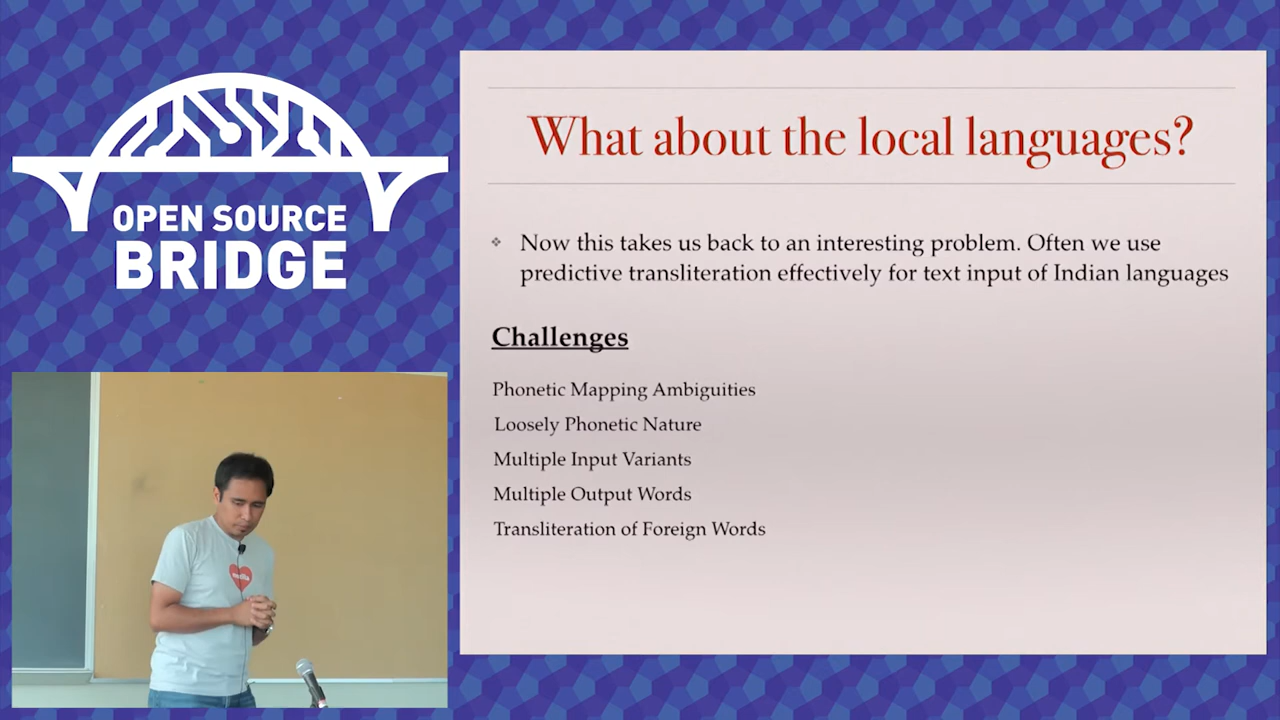 OPEN SOURCE
BRIDGE
What about the local languages?
Now this takes us back to an interesting problem. Often we use
predictive transliteration effectively for text input of Indian languages
Challenges
Phonetic Mapping Ambiguities
Loosely Phonetic Nature
Multiple Input Variants
Multiple Output Words
Transliteration of Foreign Words